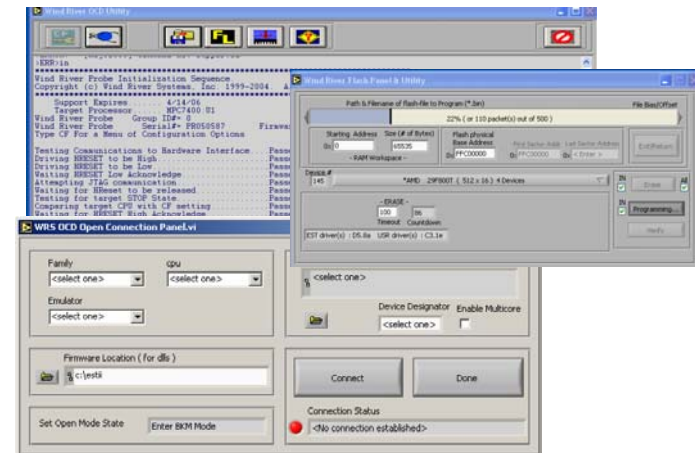 Wind River OCD Utility
>ERR>in
Wind River Probe Initialization Sequence
Copyright (c) Wind River Systems, Inc. 1999-2004
Support Expires....... 4/14/06
Target Processor...... MPC7400 01
Wind River Probe Group ID#= 0
Wind River Probe Serial#= PR050587
Type CF For a Menu of Configuration Options
Testing Communications to Hardware Interface
Driving HRESET to be High
Driving HRESET to be Low
Waiting HRESET Low Acknowledge
Attempting JTAG communication
Waiting for HReset to be released
Testing for target STOP State
Comparing target CPU with CF setting
Waiting for HRESET High Acknowledge
Wind River Flash Panel & Utility
Path & Filename of flash-file to Program (*.bin)
File Bias/Offset
22% ( or 110 packet(s) out of 500 )
Starting Address
Size (# of Bytes)
0x 0
65535
- RAM Workspace -
Flash physical
Base Address
0x FFC00000
0x FFC00000
0x < Enter >
Exit/Return
Device #
145
*AMD 29F800T ( 512 x 16 ) 4 Devices
IN
Erase
All
- ERASE -
100
86
Timeout Countdown
IN
Programming...
EST driver(s) : D5.8a USR driver(s) : C3.1e
Verify
WRS OCD Open Connection Panel.vi
Family
cpu
<select one>
<select one>
Emulator
<select one>
<select one>
Device Designator
Enable Multicore
<select one>
Firmware Location ( for dlls )
c:\estii
Connect
Done
Set Open Mode State
Enter BKM Mode
Connection Status
<No connection established>